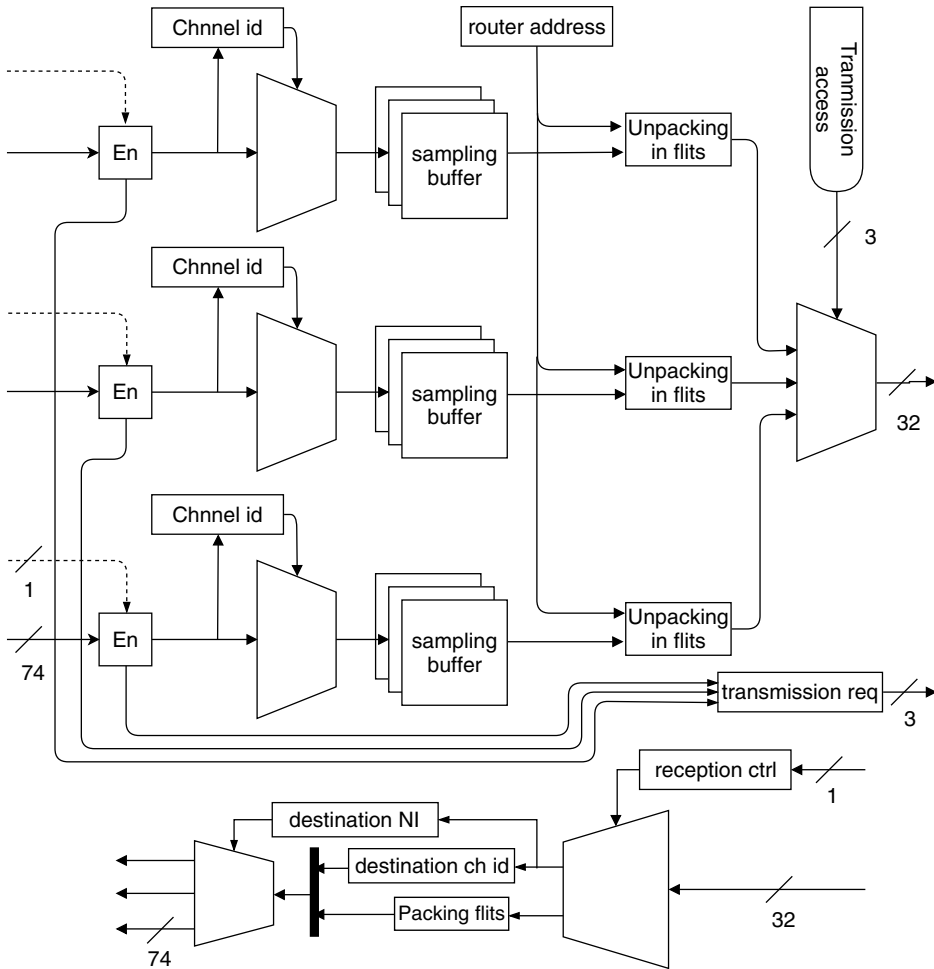 Chnnel id
router address
Tranmission
access
En
sampling
buffer
Unpacking
in flits
3
Chnnel id
En
sampling
buffer
Unpacking
in flits
32
Chnnel id
1
En
74
sampling
buffer
Unpacking
in flits
transmission req
3
reception ctrl
1
destination NI
destination ch id
Packing flits
32
74